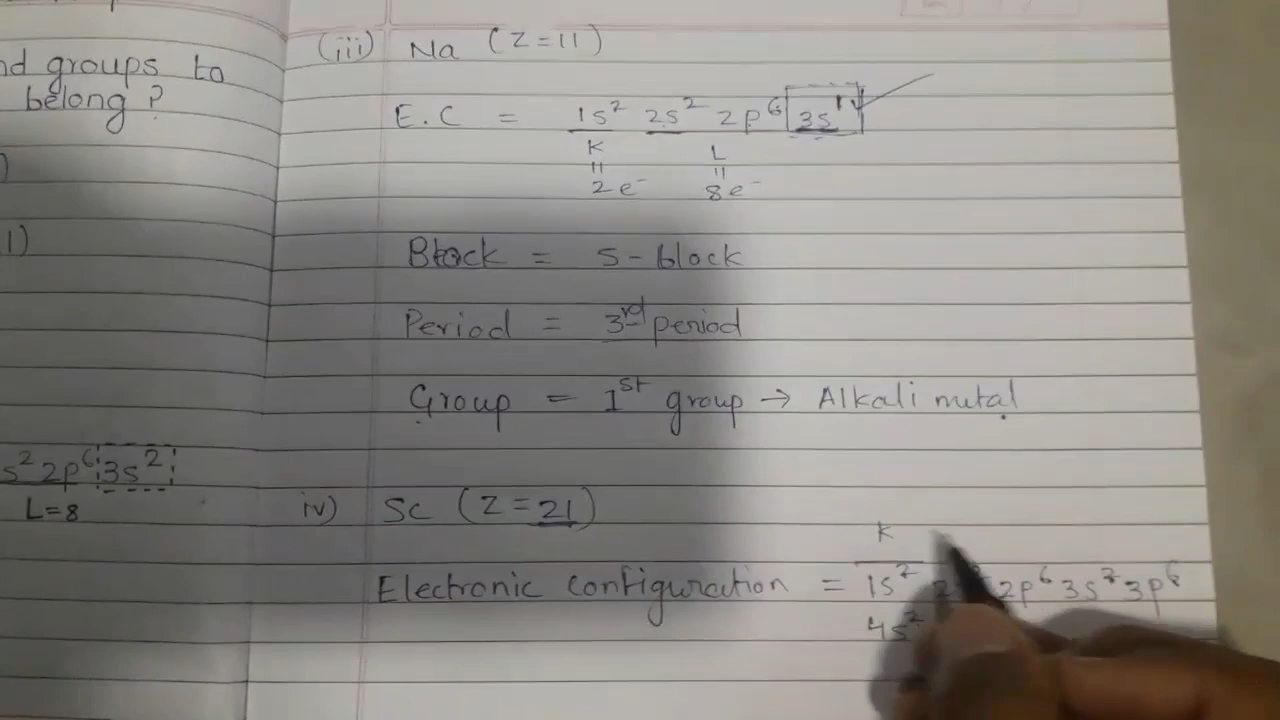 nd groups to
belong ?
)
1)
s² 2p⁶ 3s²
L=8
(iii) Na (Z=11)
E.C = 1s² 2s² 2p⁶ 3s¹
K L
= =
2e⁻ 8e⁻
Block = s-block
Period = 3rd period
Group = 1st group → Alkali metal
iv) Sc (Z=21)
K
Electronic configuration = 1s² 2p⁶ 3s² 3p⁶
4s²